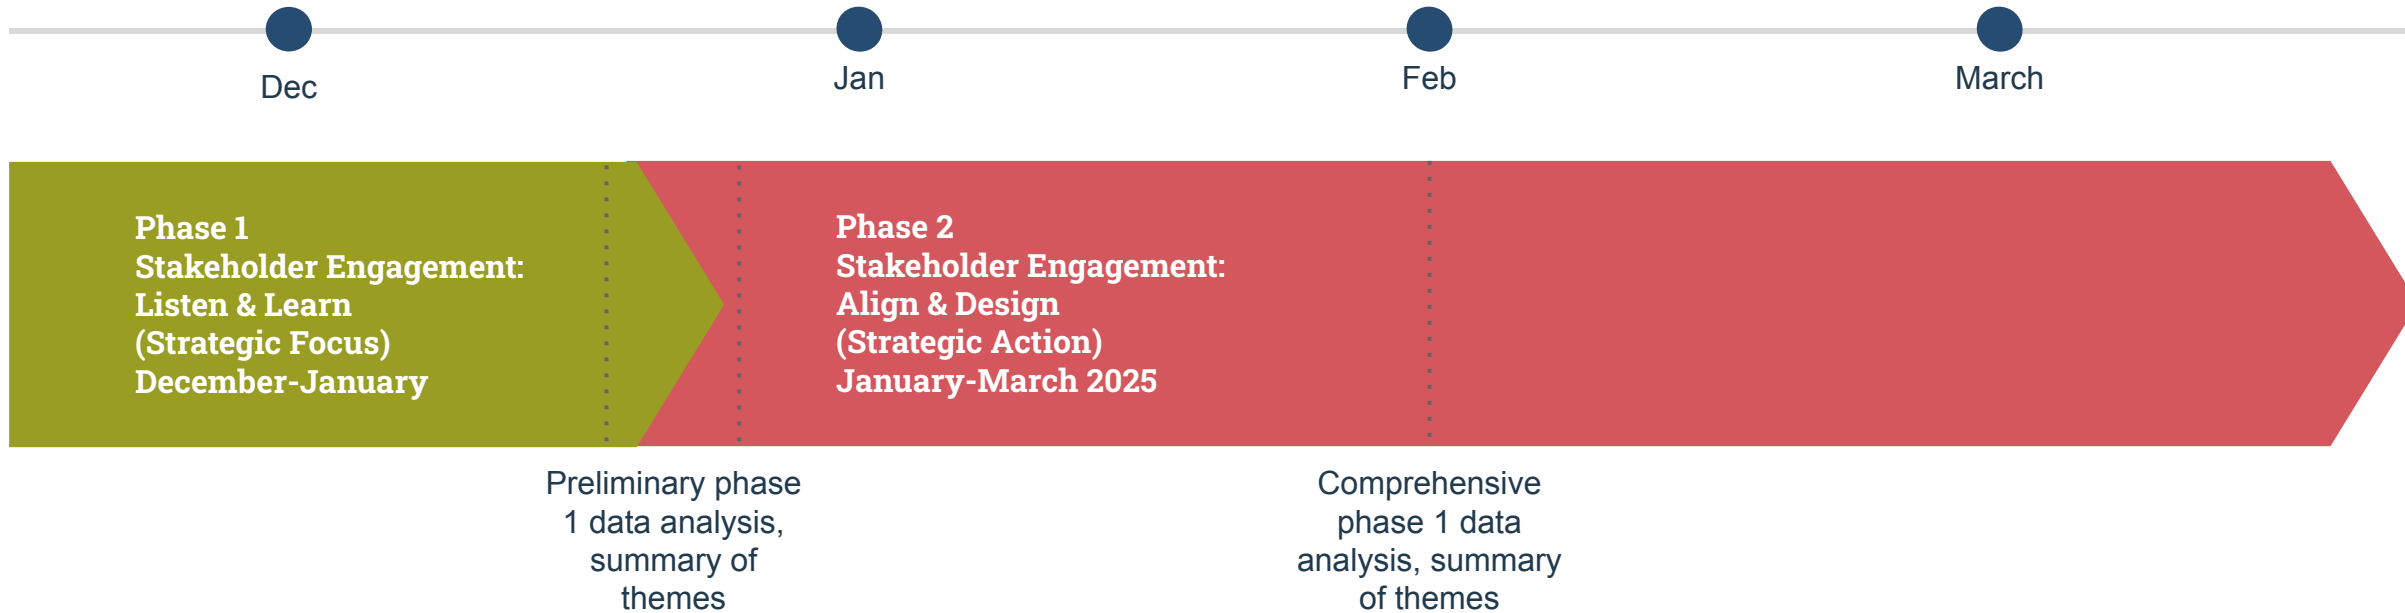 Dec
Jan
Feb
March
Phase 1
Stakeholder Engagement:
Listen & Learn
(Strategic Focus)
December-January
Phase 2
Stakeholder Engagement:
Align & Design
(Strategic Action)
January-March 2025
Preliminary phase
1 data analysis,
summary of
themes
Comprehensive
phase 1 data
analysis, summary
of themes